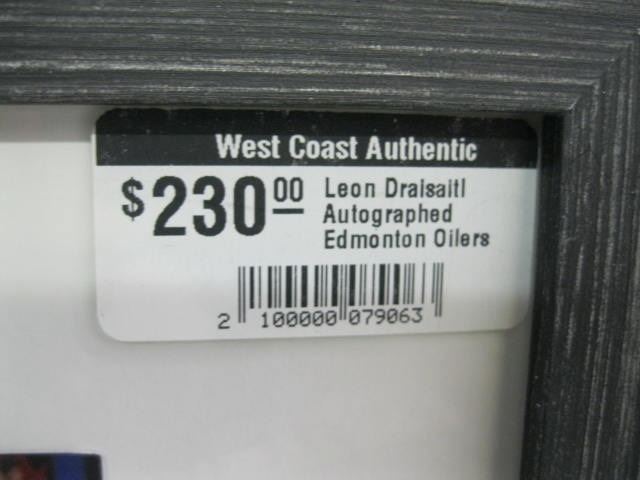 West Coast Authentic
$230.00
Leon Draisaitl
Autographed
Edmonton Oilers
2 100000 079063